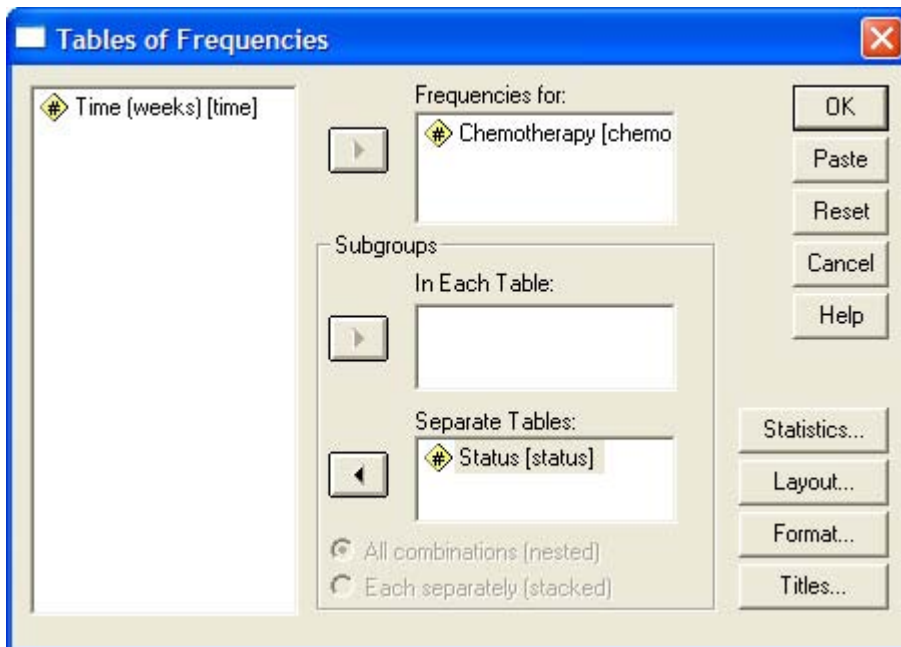 Tables of Frequencies
Time (weeks) [time]
Frequencies for:
Chemotherapy [chemo
Subgroups
In Each Table:
Separate Tables:
Status [status]
All combinations (nested)
Each separately (stacked)
OK
Paste
Reset
Cancel
Help
Statistics...
Layout...
Format...
Titles...